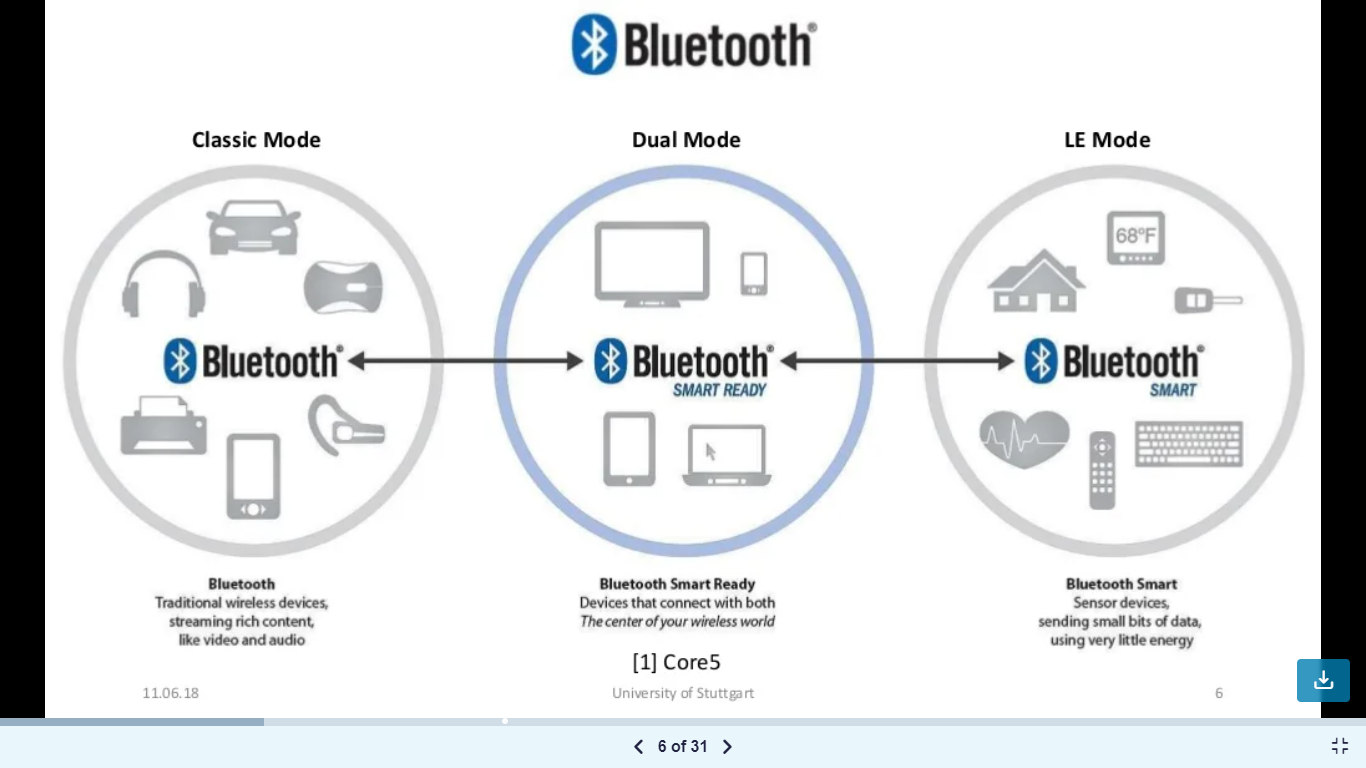 Bluetooth®
Classic Mode
Dual Mode
LE Mode
68°F
Bluetooth®
Bluetooth®
SMART READY
Bluetooth®
SMART
Bluetooth
Traditional wireless devices,
streaming rich content,
like video and audio
Bluetooth Smart Ready
Devices that connect with both
The center of your wireless world
Bluetooth Smart
Sensor devices,
sending small bits of data,
using very little energy
[1] Core5
11.06.18
University of Stuttgart
6
6 of 31